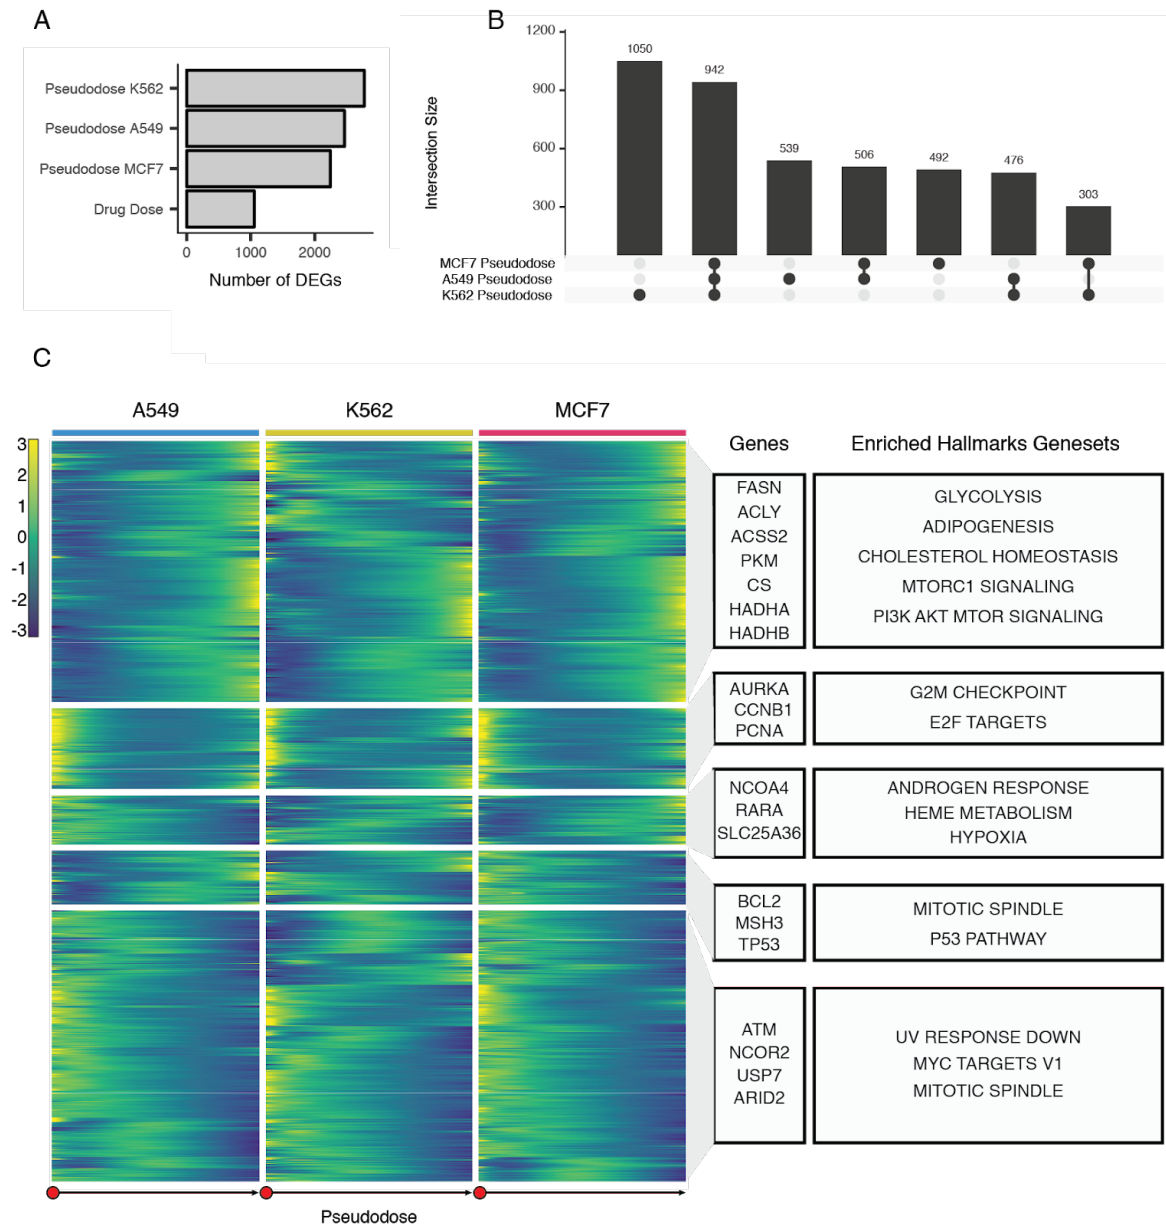 A
Pseudodose K562
Pseudodose A549
Pseudodose MCF7
Drug Dose
0 1000 2000
Number of DEGs
B
Intersection Size
1200
900
600
300
1050
942
539
506
492
476
303
MCF7 Pseudodose
A549 Pseudodose
K562 Pseudodose
C
A549 K562 MCF7
3
2
1
0
-1
-2
-3
Genes
Enriched Hallmarks Genesets
FASN
ACLY
ACSS2
PKM
CS
HADHA
HADHB
GLYCOLYSIS
ADIPOGENESIS
CHOLESTEROL HOMEOSTASIS
MTORC1 SIGNALING
PI3K AKT MTOR SIGNALING
AURKA
CCNB1
PCNA
G2M CHECKPOINT
E2F TARGETS
NCOA4
RARA
SLC25A36
ANDROGEN RESPONSE
HEME METABOLISM
HYPOXIA
BCL2
MSH3
TP53
MITOTIC SPINDLE
P53 PATHWAY
ATM
NCOR2
USP7
ARID2
UV RESPONSE DOWN
MYC TARGETS V1
MITOTIC SPINDLE
Pseudodose